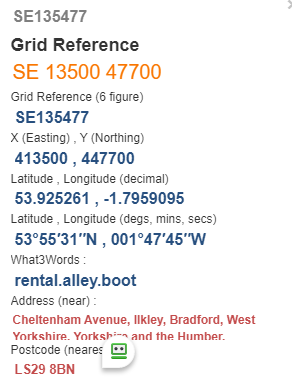 SE135477
Grid Reference
SE 13500 47700
Grid Reference (6 figure)
SE135477
X (Easting) , Y (Northing)
413500 , 447700
Latitude , Longitude (decimal)
53.925261 , -1.7959095
Latitude , Longitude (degs, mins, secs)
53°55′31″N , 001°47′45″W
What3Words :
rental.alley.boot
Address (near) :
Cheltenham Avenue, Ilkley, Bradford, West
Yorkshire, Yorkshire and the Humber,
Postcode (neares
LS29 8BN